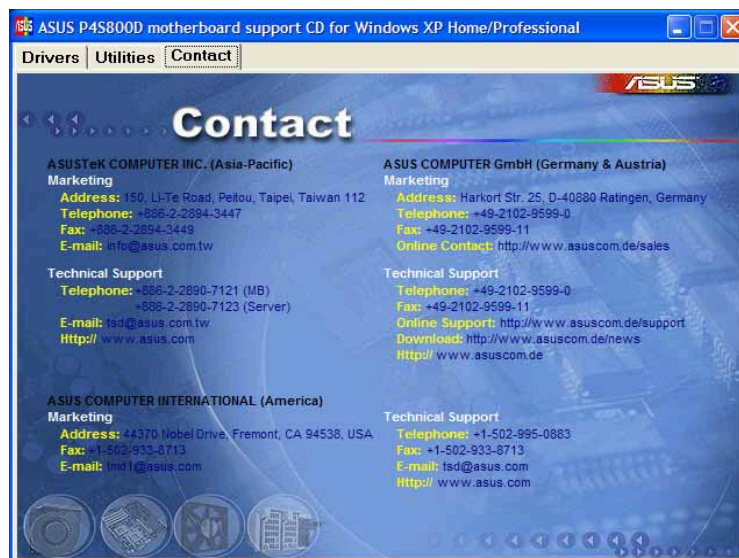 ASUS P4S800D motherboard support CD for Windows XP Home/Professional
Drivers Utilities Contact
ASUS
Contact
ASUSTeK COMPUTER INC. (Asia-Pacific)
Marketing
Address: 150, Li-Te Road, Peitou, Taipei, Taiwan 112
Telephone: +886-2-2894-3447
Fax: +886-2-2894-3449
E-mail: info@asus.com.tw
Technical Support
Telephone: +886-2-2890-7121 (MB)
+886-2-2890-7123 (Server)
E-mail: tsd@asus.com.tw
Http:// www.asus.com
ASUS COMPUTER GmbH (Germany & Austria)
Marketing
Address: Harkort Str. 25, D-40880 Ratingen, Germany
Telephone: +49-2102-9599-0
Fax: +49-2102-9599-11
Online Contact: http://www.asuscom.de/sales
Technical Support
Telephone: +49-2102-9599-0
Fax: +49-2102-9599-11
Online Support: http://www.asuscom.de/support
Download: http://www.asuscom.de/news
Http:// www.asuscom.de
ASUS COMPUTER INTERNATIONAL (America)
Marketing
Address: 44370 Nobel Drive, Fremont, CA 94538, USA
Fax: +1-502-933-8713
E-mail: tmd1@asus.com
Technical Support
Telephone: +1-502-995-0883
Fax: +1-502-933-8713
E-mail: tsd@asus.com
Http:// www.asus.com